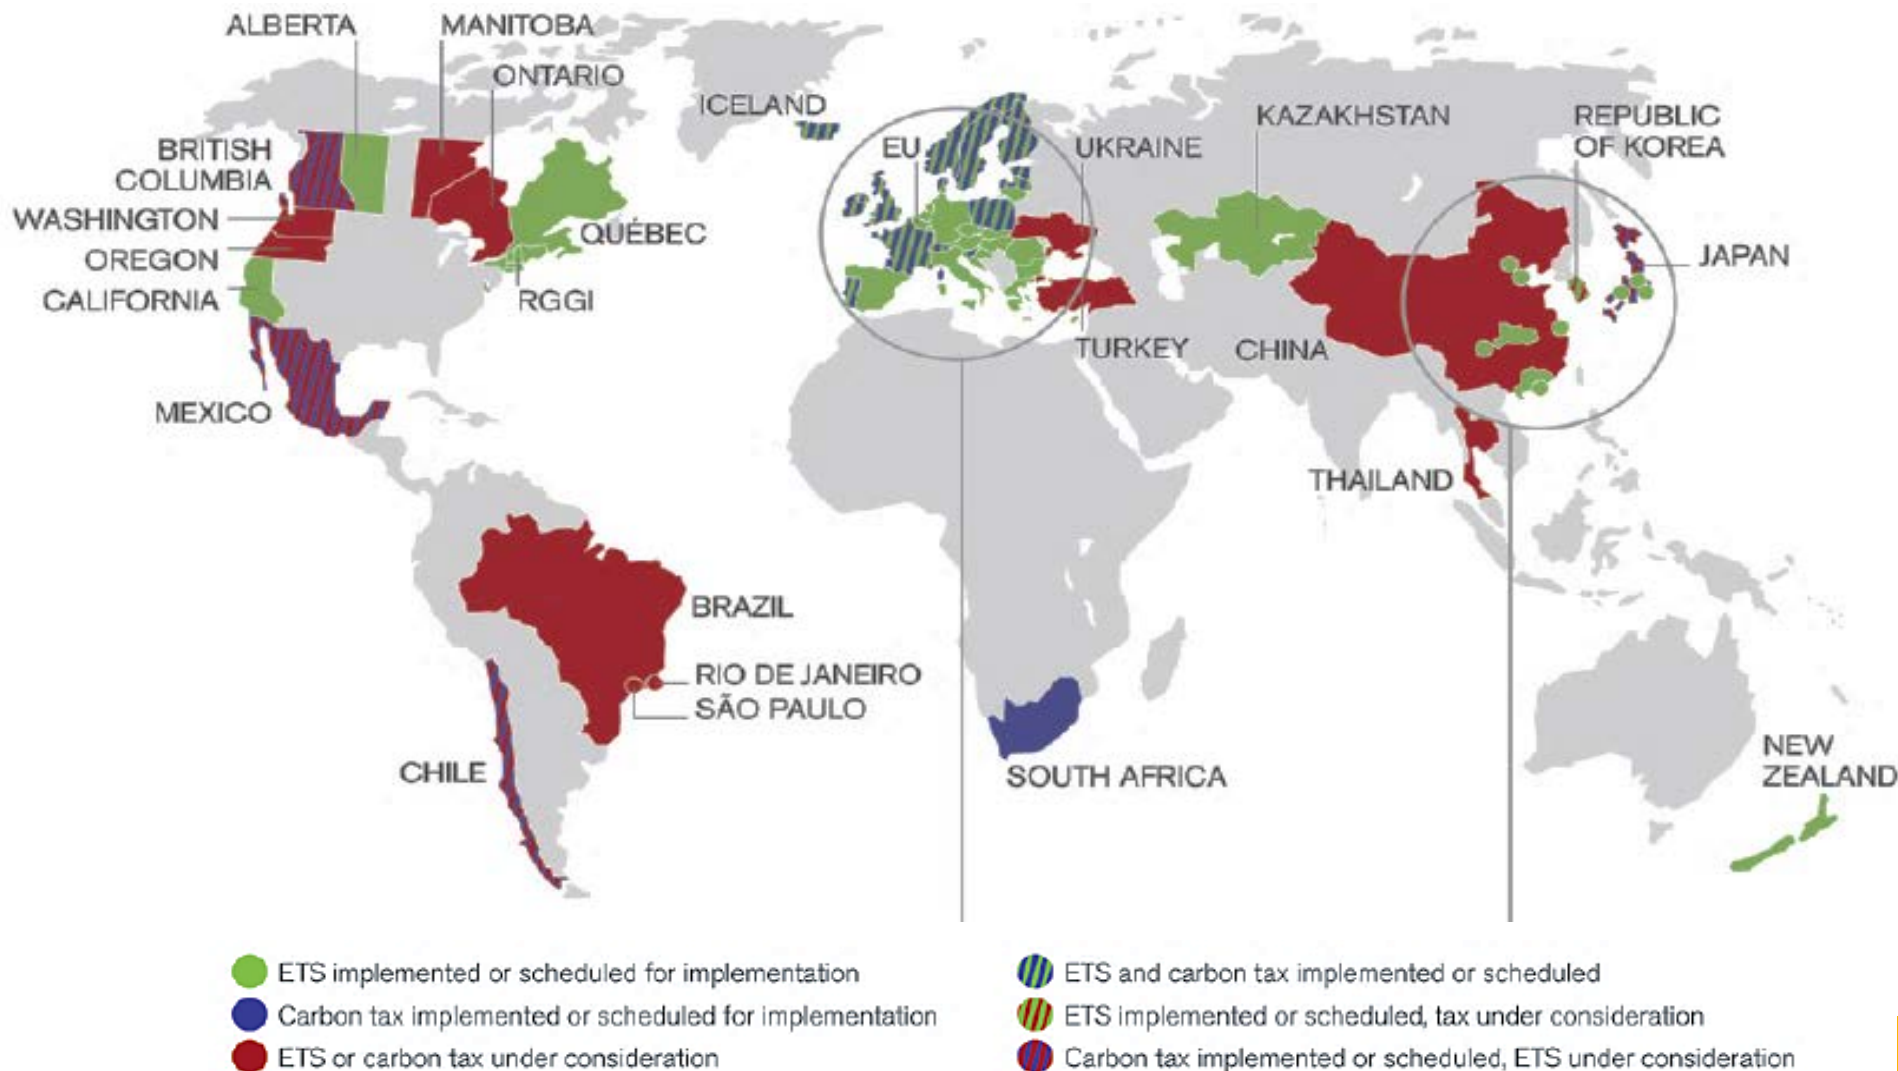 ALBERTA
MANITOBA
ONTARIO
ICELAND
BRITISH
COLUMBIA
WASHINGTON
OREGON
CALIFORNIA
QUÉBEC
RGGI
MEXICO
EU
UKRAINE
KAZAKHSTAN
REPUBLIC
OF KOREA
JAPAN
TURKEY
CHINA
THAILAND
BRAZIL
RIO DE JANEIRO
SÃO PAULO
CHILE
SOUTH AFRICA
NEW
ZEALAND
ETS implemented or scheduled for implementation
Carbon tax implemented or scheduled for implementation
ETS or carbon tax under consideration
ETS and carbon tax implemented or scheduled
ETS implemented or scheduled, tax under consideration
Carbon tax implemented or scheduled, ETS under consideration